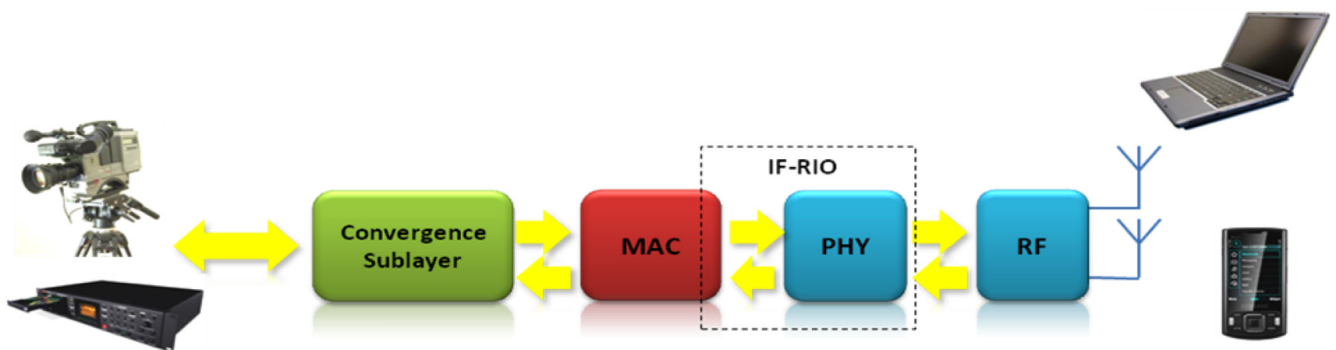 IF-RIO
Convergence
Sublayer
MAC
PHY
RF